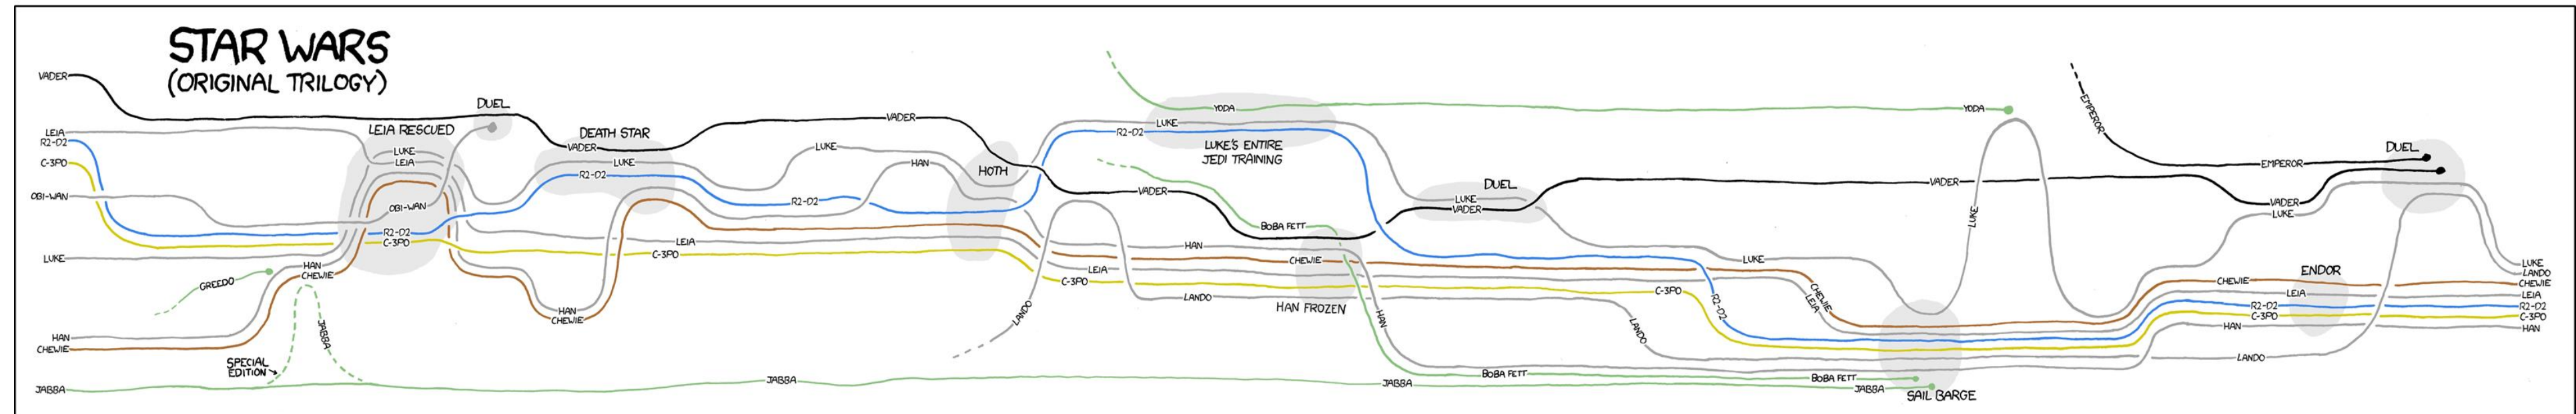 STAR WARS
(ORIGINAL TRILOGY)
VADER
LEIA
R2-D2
C-3PO
OBI-WAN
LUKE
HAN
CHEWIE
JABBA
GREEDO
SPECIAL
EDITION
JABBA
HAN
CHEWIE
LEIA RESCUED
LUKE
LEIA
OBI-WAN
R2-D2
C-3PO
DUEL
DEATH STAR
VADER
LUKE
R2-D2
HAN
CHEWIE
LEIA
C-3PO
JABBA
LUKE
R2-D2
VADER
HAN
HOTH
LANDO
YODA
LUKE
R2-D2
LUKE'S ENTIRE
JEDI TRAINING
VADER
BOBA FETT
HAN
CHEWIE
LEIA
C-3PO
LANDO
HAN FROZEN
HAN
JABBA
DUEL
LUKE
VADER
BOBA FETT
LANDO
C-3PO
R2-D2
LUKE
CHEWIE
LEIA
BOBA FETT
JABBA
SAIL BARGE
VADER
LUKE
YODA
EMPEROR
EMPEROR
VADER
LUKE
DUEL
CHEWIE
ENDOR
LEIA
R2-D2
C-3PO
HAN
LANDO
LUKE
LANDO
CHEWIE
LEIA
R2-D2
C-3PO
HAN